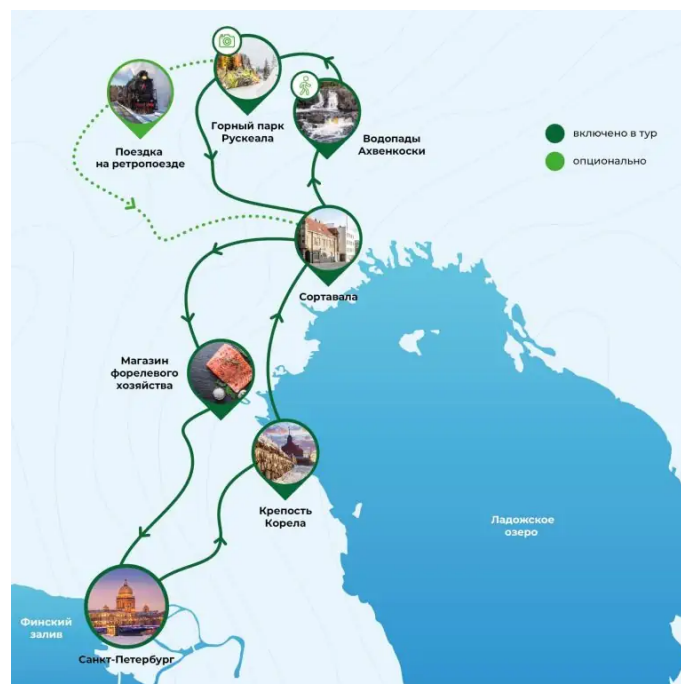 Поездка
на ретропоезде
Горный парк
Рускеала
Водопады
Ахвенкоски
включено в тур
опционально
Сортавала
Магазин
форелевого
хозяйства
Крепость
Корела
Ладожское
озеро
Финский
залив
Санкт-Петербург